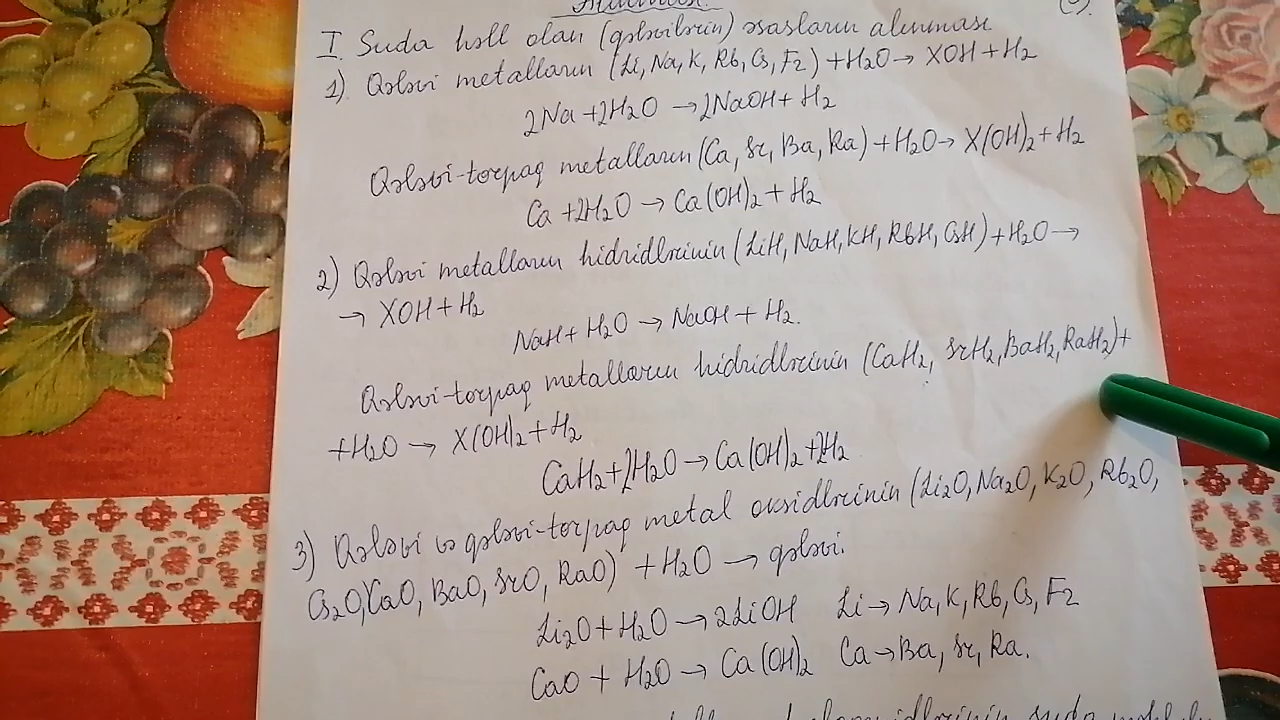 Alınması.
I. Suda həll olan (qələvilərin) əsasların alınması
1) Qələvi metalların (Li, Na, K, Rb, Cs, Fr) + H₂O → XOH + H₂
2Na + 2H₂O → 2NaOH + H₂
Qələvi-torpaq metalların (Ca, Sr, Ba, Ra) + H₂O → X(OH)₂ + H₂
Ca + 2H₂O → Ca(OH)₂ + H₂
2) Qələvi metalların hidridlərinin (LiH, NaH, KH, RbH, CsH) + H₂O →
→ XOH + H₂
NaH + H₂O → NaOH + H₂.
Qələvi-torpaq metalların hidridlərinin (CaH₂, SrH₂, BaH₂, RaH₂) +
+ H₂O → X(OH)₂ + H₂
CaH₂ + 2H₂O → Ca(OH)₂ + 2H₂
3) Qələvi və qələvi-torpaq metal oksidlərinin (Li₂O, Na₂O, K₂O, Rb₂O,
Cs₂O, CaO, BaO, SrO, RaO) + H₂O → qələvi.
Li₂O + H₂O → 2LiOH Li → Na, K, Rb, Cs, Fr
CaO + H₂O → Ca(OH)₂ Ca → Ba, Sr, Ra.